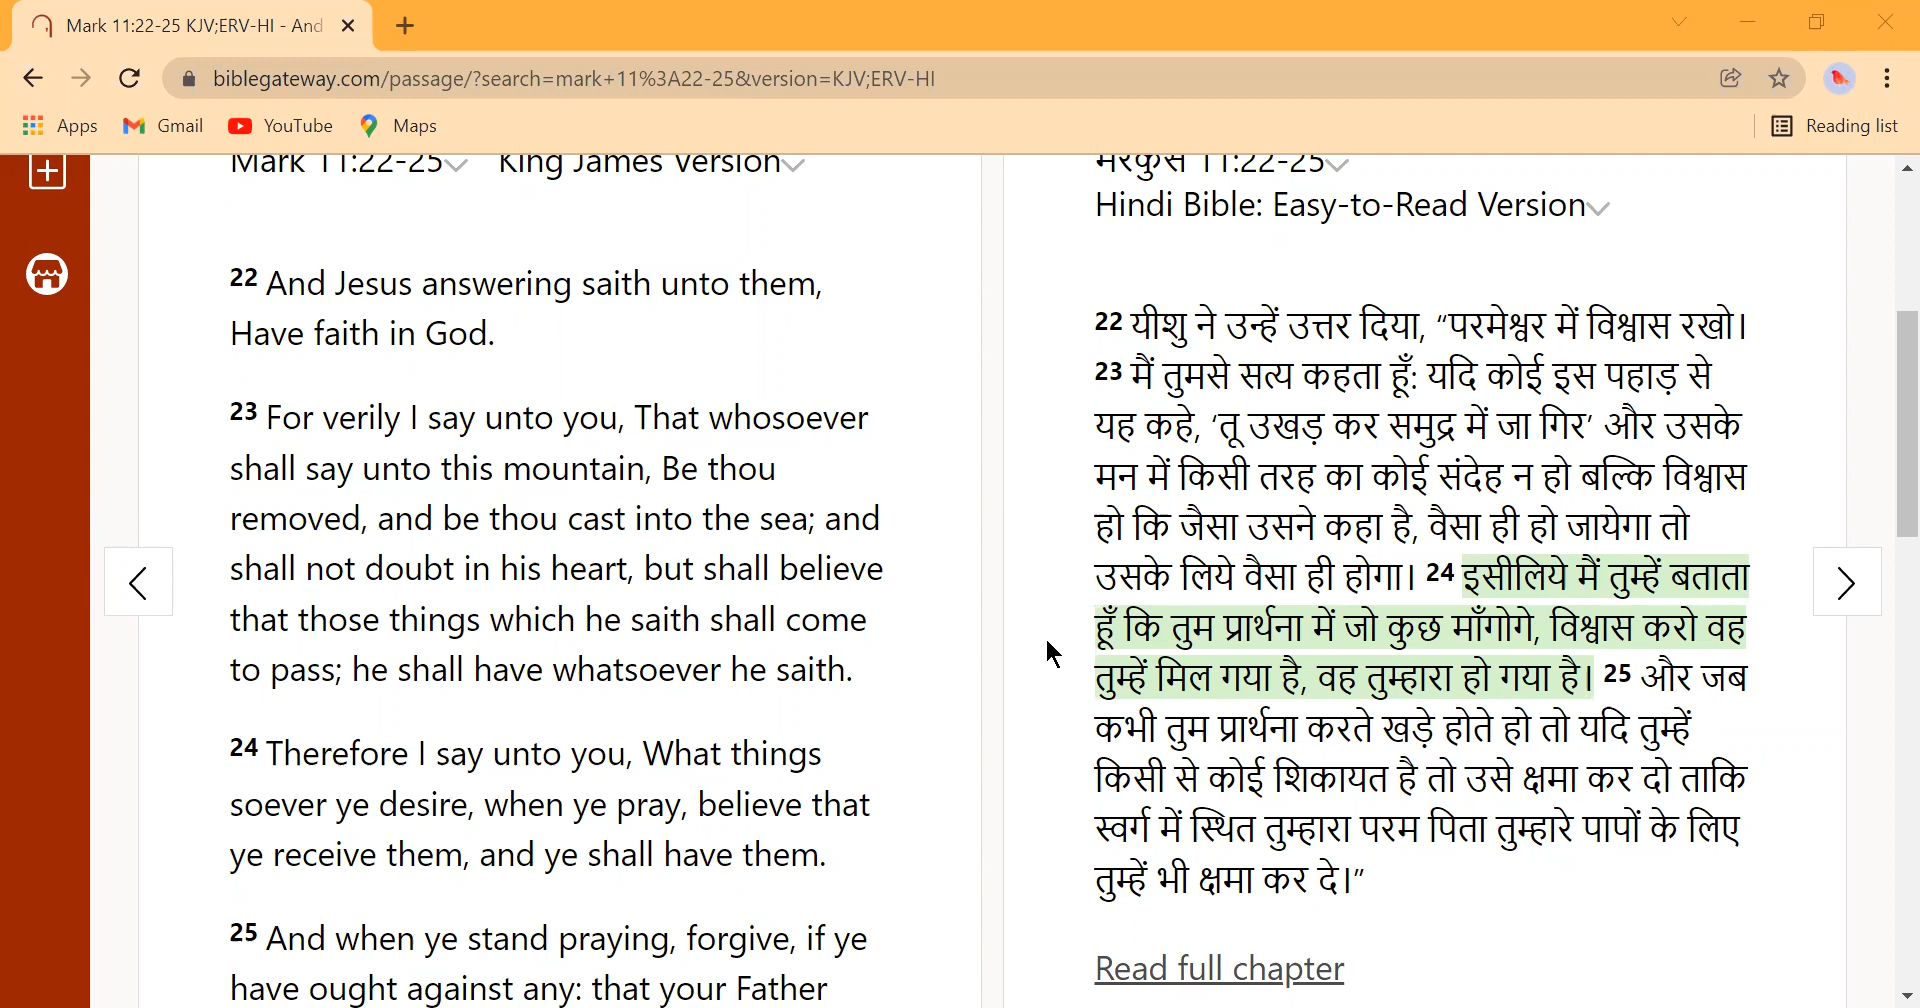 Mark 11:22-25 KJV;ERV-HI - And
biblegateway.com/passage/?search=mark+11%3A22-25&version=KJV;ERV-HI
Apps Gmail YouTube Maps Reading list
Mark 11:22-25 King James Version
22 And Jesus answering saith unto them,
Have faith in God.
23 For verily I say unto you, That whosoever
shall say unto this mountain, Be thou
removed, and be thou cast into the sea; and
shall not doubt in his heart, but shall believe
that those things which he saith shall come
to pass; he shall have whatsoever he saith.
24 Therefore I say unto you, What things
soever ye desire, when ye pray, believe that
ye receive them, and ye shall have them.
25 And when ye stand praying, forgive, if ye
have ought against any: that your Father
मरकुस 11:22-25
Hindi Bible: Easy-to-Read Version
22 यीशु ने उन्हें उत्तर दिया, “परमेश्वर में विश्वास रखो।
23 मैं तुमसे सत्य कहता हूँ: यदि कोई इस पहाड़ से
यह कहे, ‘तू उखड़ कर समुद्र में जा गिर’ और उसके
मन में किसी तरह का कोई संदेह न हो बल्कि विश्वास
हो कि जैसा उसने कहा है, वैसा ही हो जायेगा तो
उसके लिये वैसा ही होगा। 24 इसीलिये मैं तुम्हें बताता
हूँ कि तुम प्रार्थना में जो कुछ माँगोगे, विश्वास करो वह
तुम्हें मिल गया है, वह तुम्हारा हो गया है। 25 और जब
कभी तुम प्रार्थना करते खड़े होते हो तो यदि तुम्हें
किसी से कोई शिकायत है तो उसे क्षमा कर दो ताकि
स्वर्ग में स्थित तुम्हारा परम पिता तुम्हारे पापों के लिए
तुम्हें भी क्षमा कर दे।”
Read full chapter